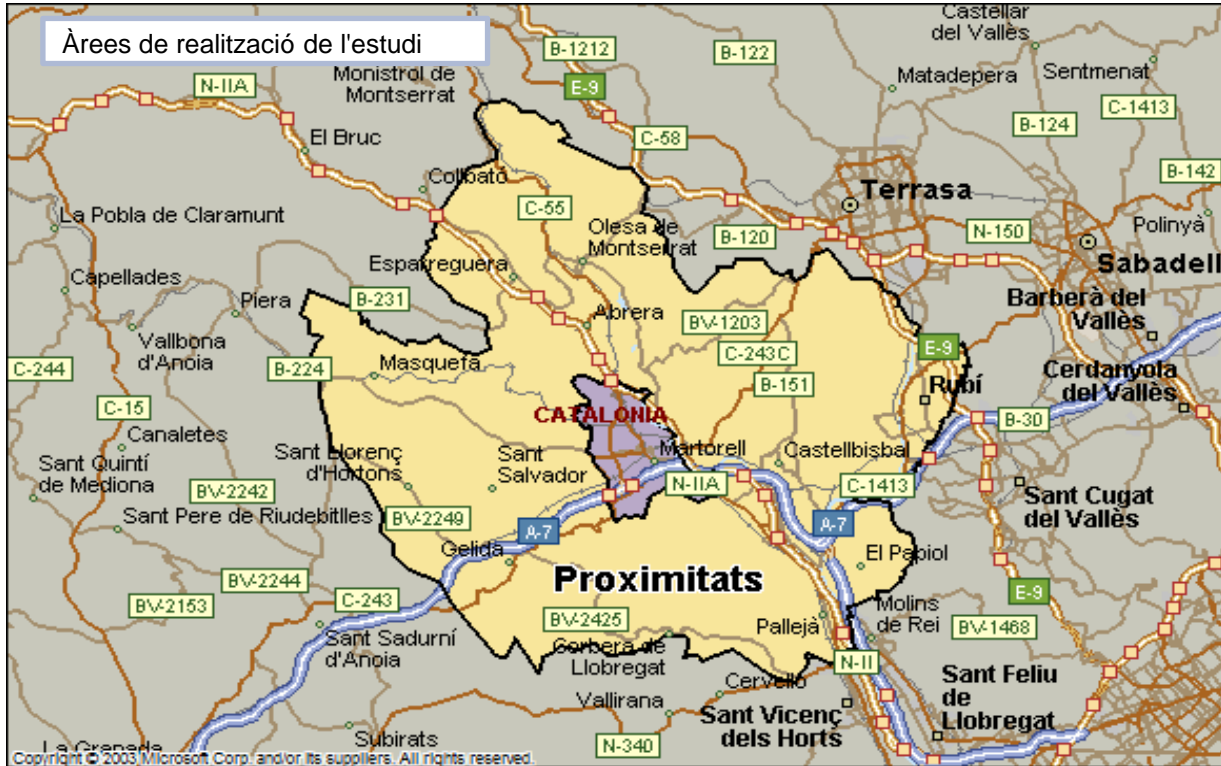 Àrees de realització de l'estudi
Castellar
del Vallès
B-1212
B-122
Monistrol de
Montserrat
N-IIA
E-9
Matadepera
Sentmenat
C-1413
B-124
C-58
El Bruc
B-142
Collbató
Terrasa
La Pobla de Claramunt
C-55
Olesa de
Montserrat
B-120
N-150
Polinyà
Sabadell
Capellades
Esparreguera
Piera
B-231
Abrera
Barberà del
Vallès
BV-1203
Vallbona
d'Anoia
C-244
B-224
Masquefa
C-243C
E-9
B-151
Rubí
Cerdanyola
del Vallès
C-15
CATALONIA
B-30
Canaletes
Sant Llorenç
d'Hortons
Sant
Salvador
Martorell
Castellbisbal
Sant Quintí
de Mediona
BV-2242
N-IIA
C-1413
Sant Cugat
del Vallès
Sant Pere de Riudebitlles
BV-2249
A-7
A-7
Gelida
El Papiol
BV-2244
Proximitats
E-9
BV-2153
C-243
BV-2425
Molins
de Rei
Pallejà
BV-1468
Sant Sadurní
d'Anoia
Corbera de
Llobregat
N-II
Cervelló
Sant Feliu
de
Llobregat
Vallirana
Sant Vicenç
dels Horts
Subirats
N-340
La Granada
Copyright © 2003 Microsoft Corp. and/or its suppliers. All rights reserved.